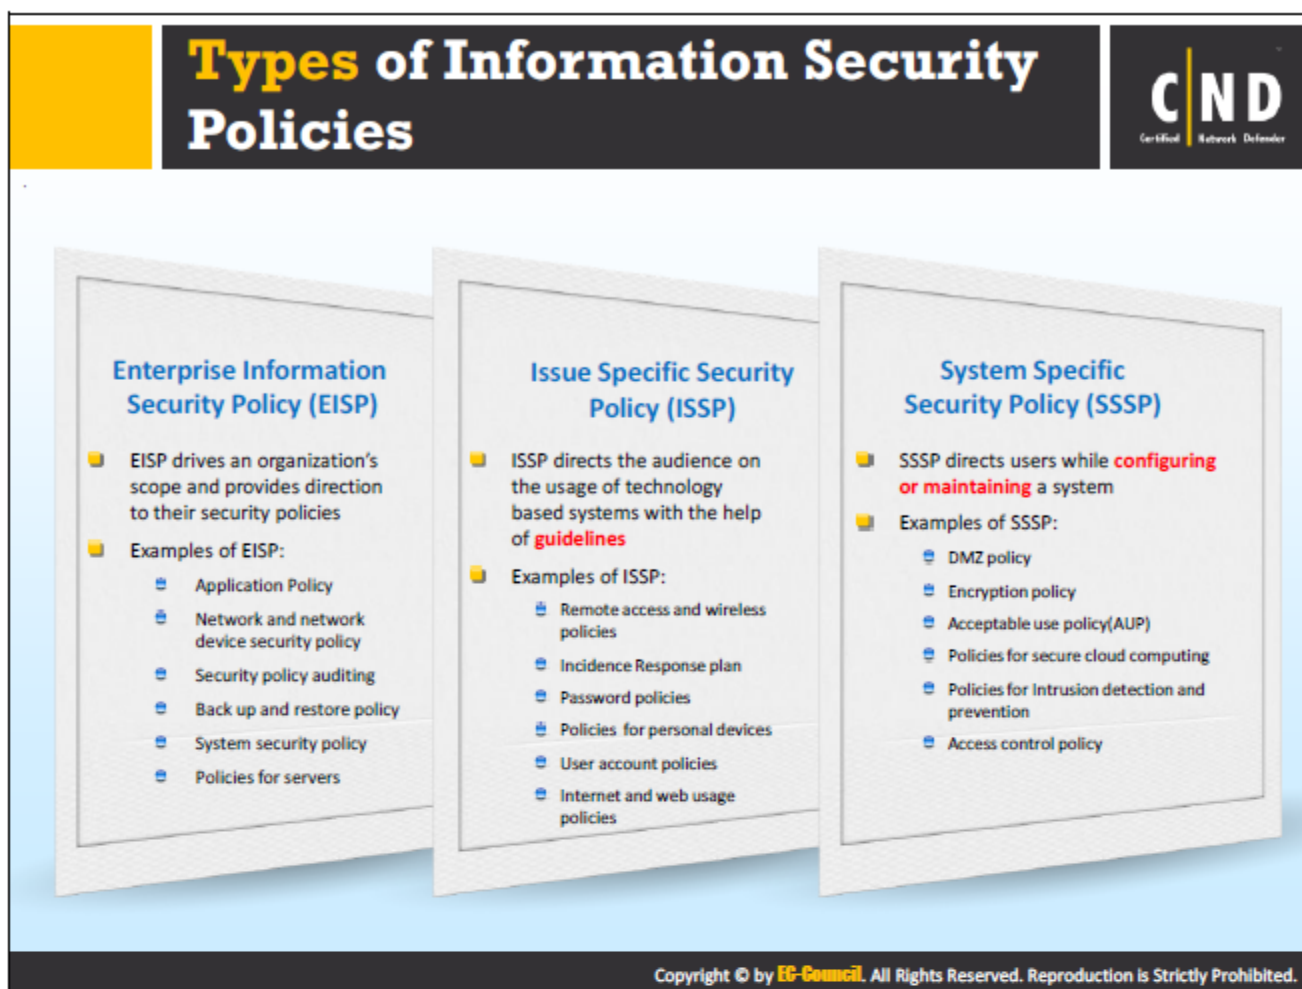 Types of Information Security
Policies
C ND
Certified Network Defender
Enterprise Information
Security Policy (EISP)
EISP drives an organization's
scope and provides direction
to their security policies
Examples of EISP:
Application Policy
Network and network
device security policy
Security policy auditing
Back up and restore policy
System security policy
Policies for servers
Issue Specific Security
Policy (ISSP)
ISSP directs the audience on
the usage of technology
based systems with the help
of guidelines
Examples of ISSP:
Remote access and wireless
policies
Incidence Response plan
Password policies
Policies for personal devices
User account policies
Internet and web usage
policies
System Specific
Security Policy (SSSP)
SSSP directs users while configuring
or maintaining a system
Examples of SSSP:
DMZ policy
Encryption policy
Acceptable use policy(AUP)
Policies for secure cloud computing
Policies for Intrusion detection and
prevention
Access control policy
Copyright © by EC-Council. All Rights Reserved. Reproduction is Strictly Prohibited.